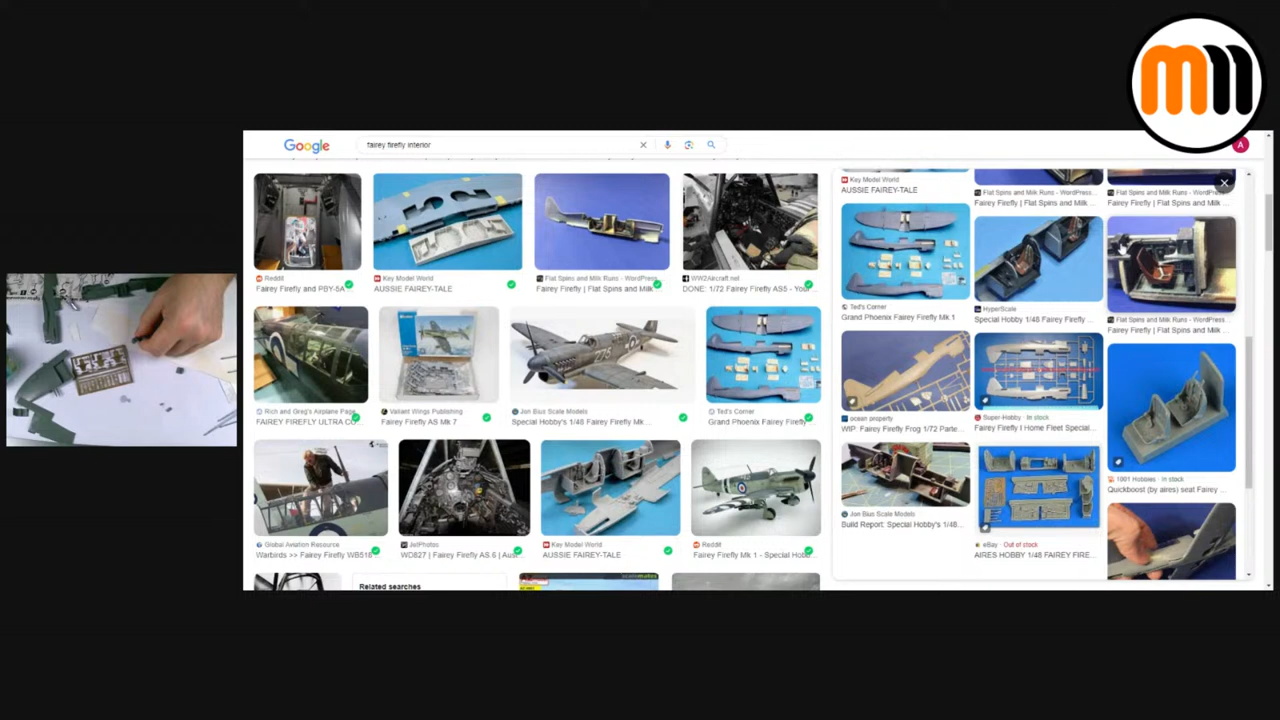 m11
Google
fairey firefly interior
A
Reddit
Fairey Firefly and PBY-5A
Key Model World
AUSSIE FAIREY-TALE
Flat Spins and Milk Runs - WordPress...
Fairey Firefly | Flat Spins and Milk ...
WW2Aircraft.net
DONE: 1/72 Fairey Firefly AS5 - Your...
Rich and Greg's Airplane Page
FAIREY FIREFLY ULTRA CO...
Valiant Wings Publishing
Fairey Firefly AS Mk 7
275
Jon Bius Scale Models
Special Hobby's 1/48 Fairey Firefly Mk...
Ted's Corner
Grand Phoenix Fairey Firefly...
Global Aviation Resource
Warbirds >> Fairey Firefly WB518
JetPhotos
WD827 | Fairey Firefly AS 6 | Aust...
Key Model World
AUSSIE FAIREY-TALE
Reddit
Fairey Firefly Mk 1 - Special Hobb...
Related searches
scalemates
Key Model World
AUSSIE FAIREY-TALE
Flat Spins and Milk Runs - WordPress...
Fairey Firefly | Flat Spins and Milk ...
Flat Spins and Milk Runs - WordPress...
Fairey Firefly | Flat Spins and Milk ...
Ted's Corner
Grand Phoenix Fairey Firefly Mk.1
HyperScale
Special Hobby 1/48 Fairey Firefly ...
Flat Spins and Milk Runs - WordPress...
Fairey Firefly | Flat Spins and Milk ...
ocean property
WIP: Fairey Firefly Frog 1/72 Parte...
Super-Hobby · In stock
Fairey Firefly I Home Fleet Special...
1001 Hobbies · In stock
Quickboost (by aires) seat Fairey ...
Jon Bius Scale Models
Build Report: Special Hobby's 1/48...
eBay · Out of stock
AIRES HOBBY 1/48 FAIREY FIRE...